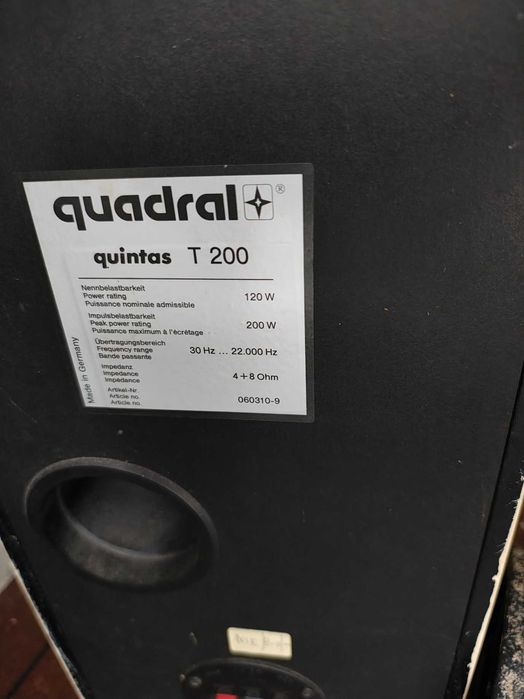 quadral ®
quintas T 200
Nennbelastbarkeit
Power rating 120 W
Puissance nominale admissible
Impulsbelastbarkeit
Peak power rating 200 W
Puissance maximum à l'écrêtage
Übertragungsbereich
Frequency range 30 Hz ... 22.000 Hz
Bande passante
Impedanz
Impedance 4+8 Ohm
Impédance
Artikel-Nr.
Article no. 060310-9
Article no.
Made in Germany